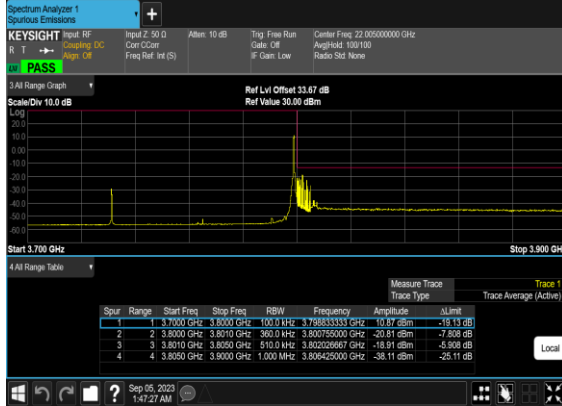 Spectrum Analyzer 1
Spurious Emissions
+
KEYSIGHT Input: RF Input Z: 50 Ω Atten: 10 dB Trig: Free Run Center Freq: 22.005000000 GHz
R T Coupling: DC Corr CCorr Gate: Off Avg|Hold: 100/100
Align: Off Freq Ref: Int (S) IF Gain: Low Radio Std: None
PASS
3 All Range Graph
Ref Lvl Offset 33.67 dB
Scale/Div 10.0 dB Ref Value 30.00 dBm
Log
20.0
10.0
0.00
-10.0
-20.0
-30.0
-40.0
-50.0
-60.0
Start 3.700 GHz Stop 3.900 GH
4 All Range Table
Measure Trace Trace 1
Trace Type Trace Average (Active)
Spur Range Start Freq Stop Freq RBW Frequency Amplitude ΔLimit
1 1 3.7000 GHz 3.8000 GHz 100.0 kHz 3.798833333 GHz 10.87 dBm -19.13 dB
2 2 3.8000 GHz 3.8010 GHz 360.0 kHz 3.800755000 GHz -20.81 dBm -7.808 dB
3 3 3.8010 GHz 3.8050 GHz 510.0 kHz 3.802026667 GHz -18.91 dBm -5.908 dB
4 4 3.8050 GHz 3.9000 GHz 1.000 MHz 3.806425000 GHz -38.11 dBm -25.11 dB
Local
? Sep 05, 2023
1:47:27 AM